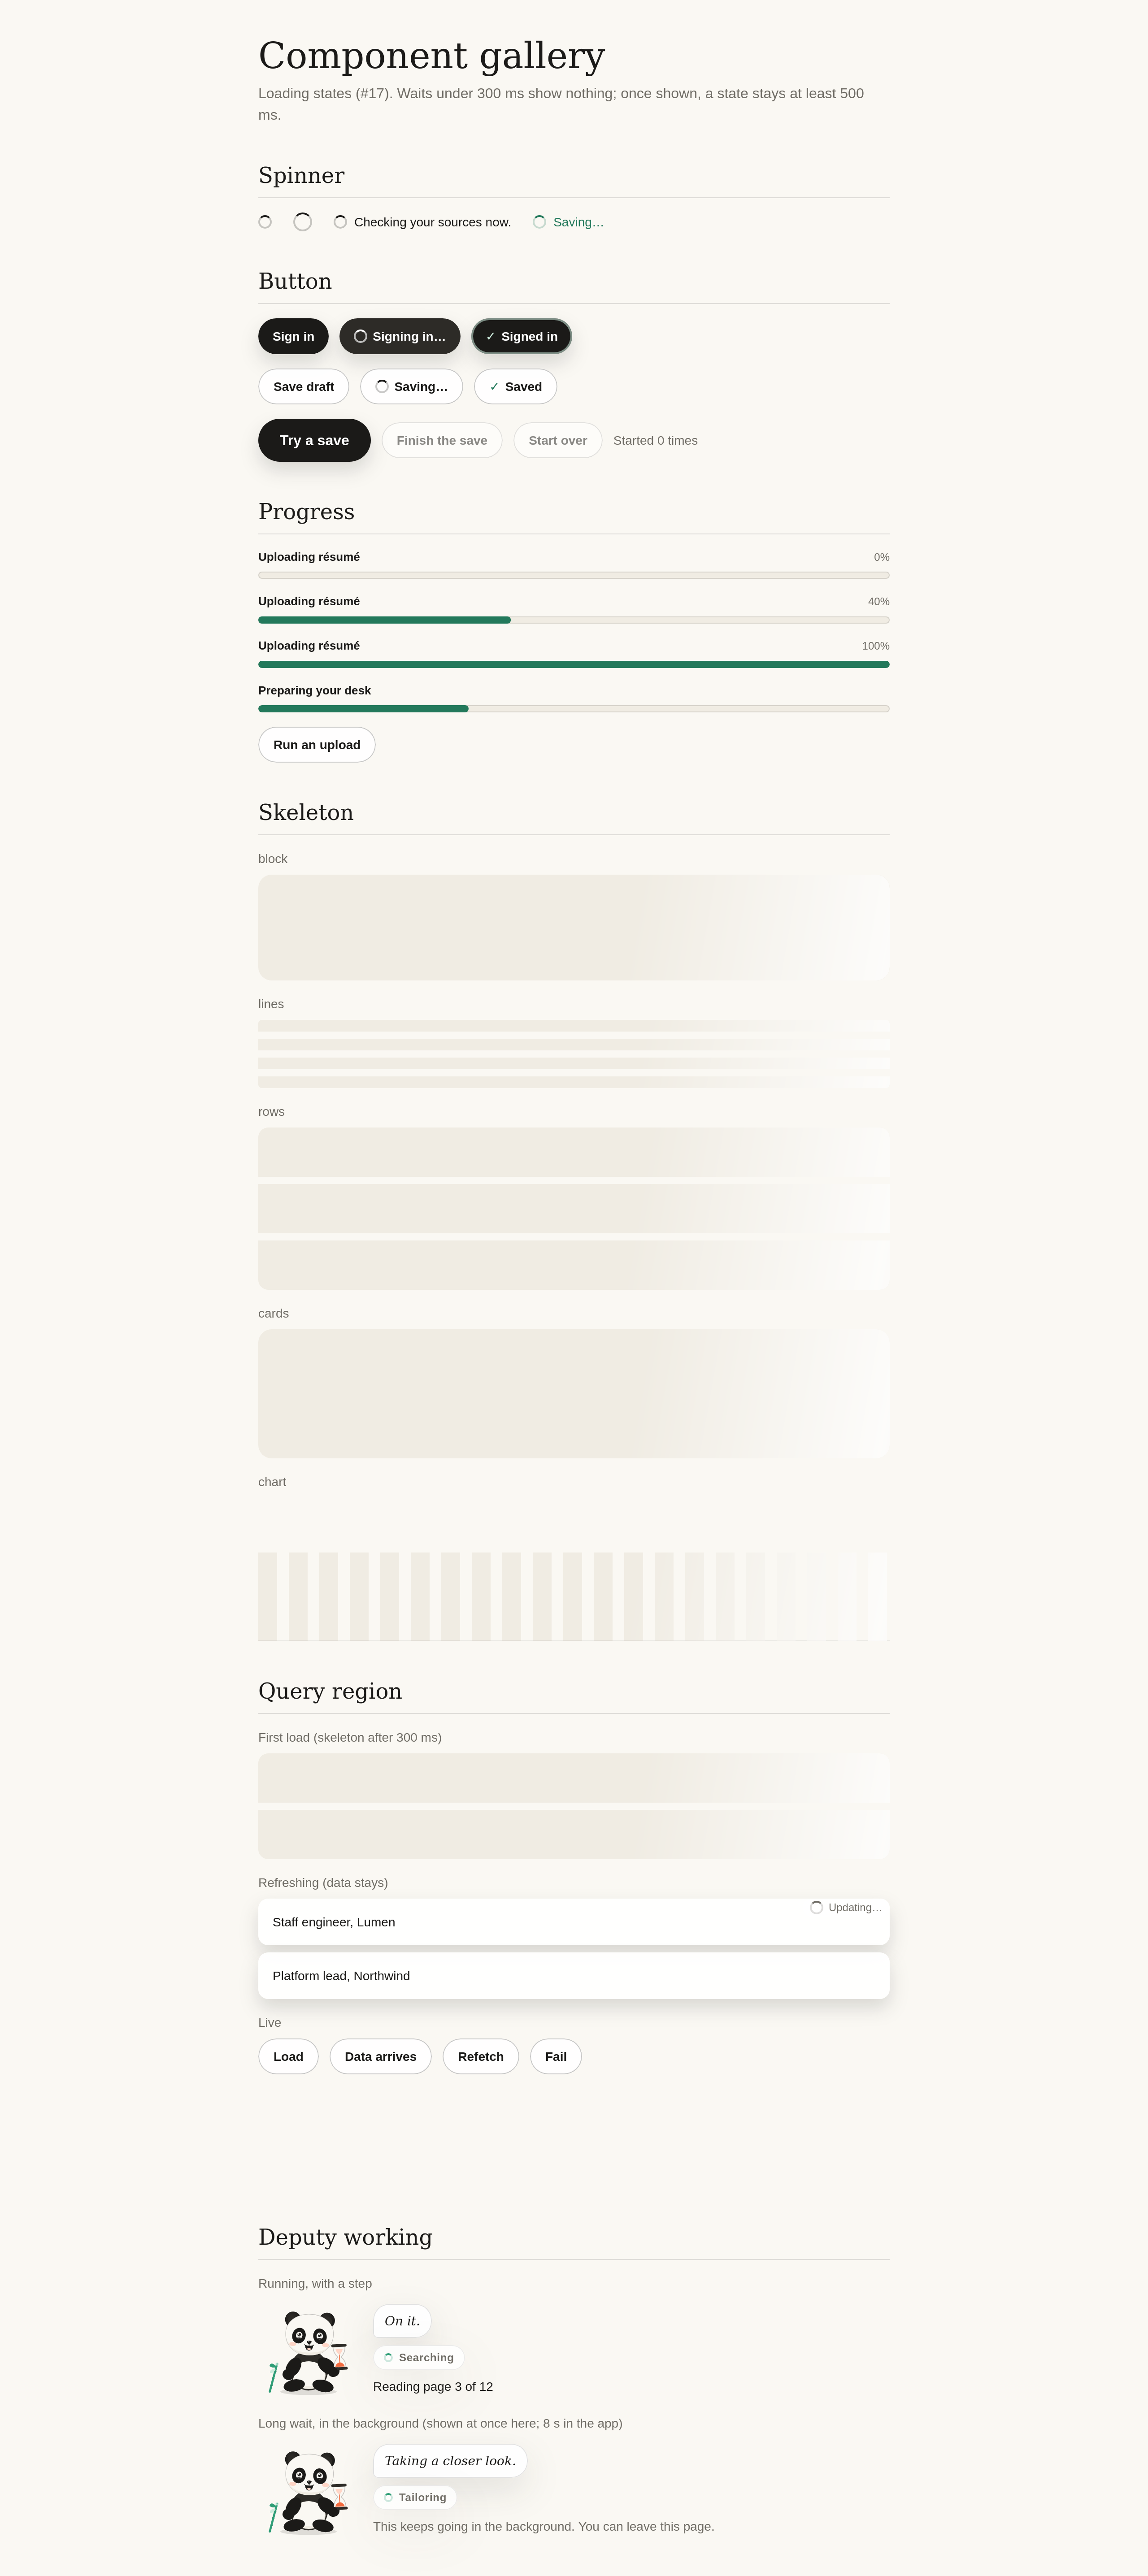 Component gallery
Loading states (#17). Waits under 300 ms show nothing; once shown, a state stays at least 500
ms.
Spinner
Checking your sources now.
Saving…
Button
Sign in
Signing in…
✓ Signed in
Save draft
Saving…
✓ Saved
Try a save
Finish the save
Start over
Started 0 times
Progress
Uploading résumé 0%
Uploading résumé 40%
Uploading résumé 100%
Preparing your desk
Run an upload
Skeleton
block
lines
rows
cards
chart
Query region
First load (skeleton after 300 ms)
Refreshing (data stays)
Updating…
Staff engineer, Lumen
Platform lead, Northwind
Live
Load
Data arrives
Refetch
Fail
Deputy working
Running, with a step
On it.
Searching
Reading page 3 of 12
Long wait, in the background (shown at once here; 8 s in the app)
Taking a closer look.
Tailoring
This keeps going in the background. You can leave this page.